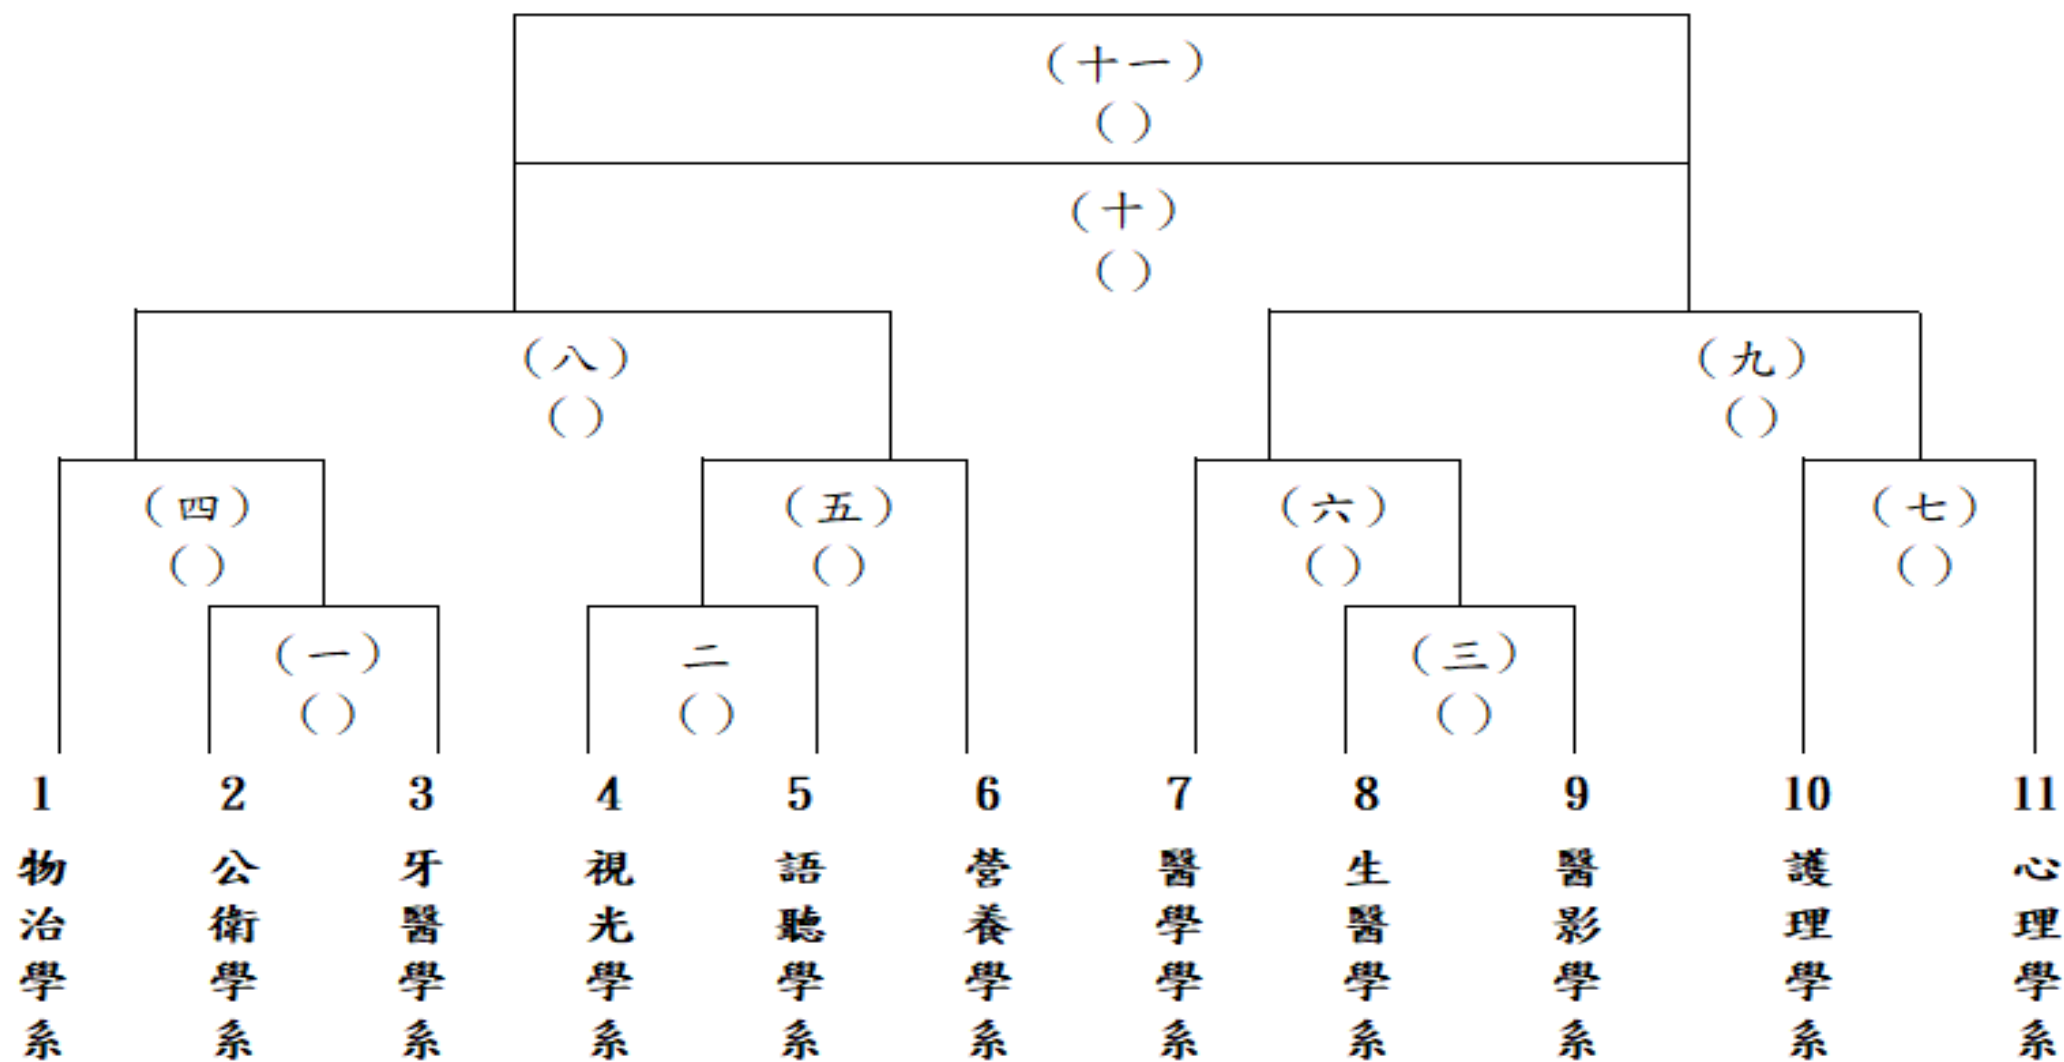 （十一）
（）
（十）
（）
（八）
（）
（九）
（）
（四）
（）
（五）
（）
（六）
（）
（七）
（）
（一）
（）
二
（）
（三）
（）
1
2
3
4
5
6
7
8
9
10
11
物治學系
公衛學系
牙醫學系
視光學系
語聽學系
營養學系
醫學學系
生醫學系
醫影學系
護理學系
心理學系